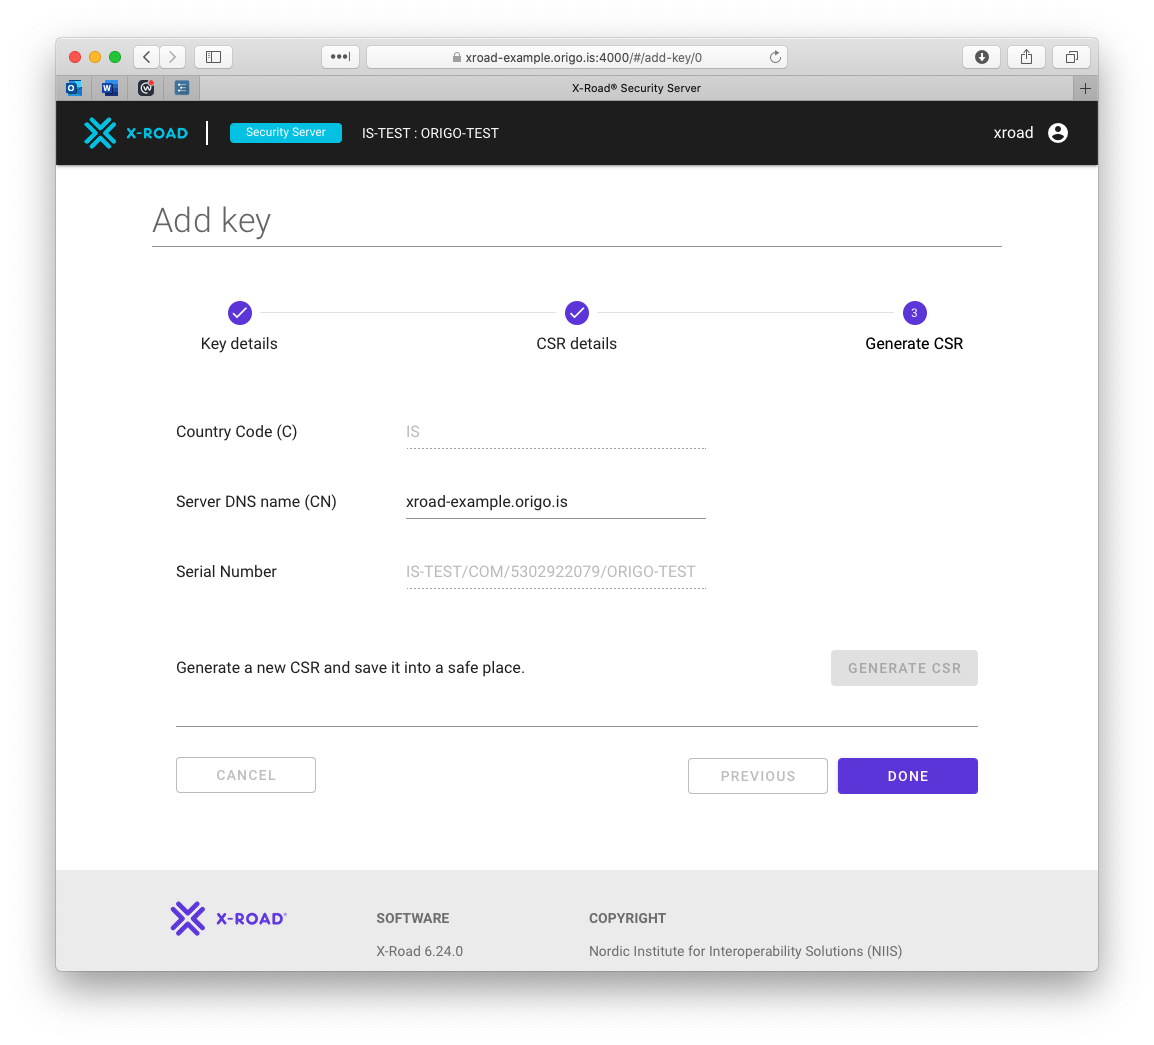 xroad-example.origo.is:4000/#/add-key/0
X-Road® Security Server
X-ROAD Security Server IS-TEST : ORIGO-TEST xroad
Add key
3
Key details CSR details Generate CSR
Country Code (C) IS
Server DNS name (CN) xroad-example.origo.is
Serial Number IS-TEST/COM/5302922079/ORIGO-TEST
Generate a new CSR and save it into a safe place. GENERATE CSR
CANCEL PREVIOUS DONE
X-ROAD® SOFTWARE COPYRIGHT
X-Road 6.24.0 Nordic Institute for Interoperability Solutions (NIIS)